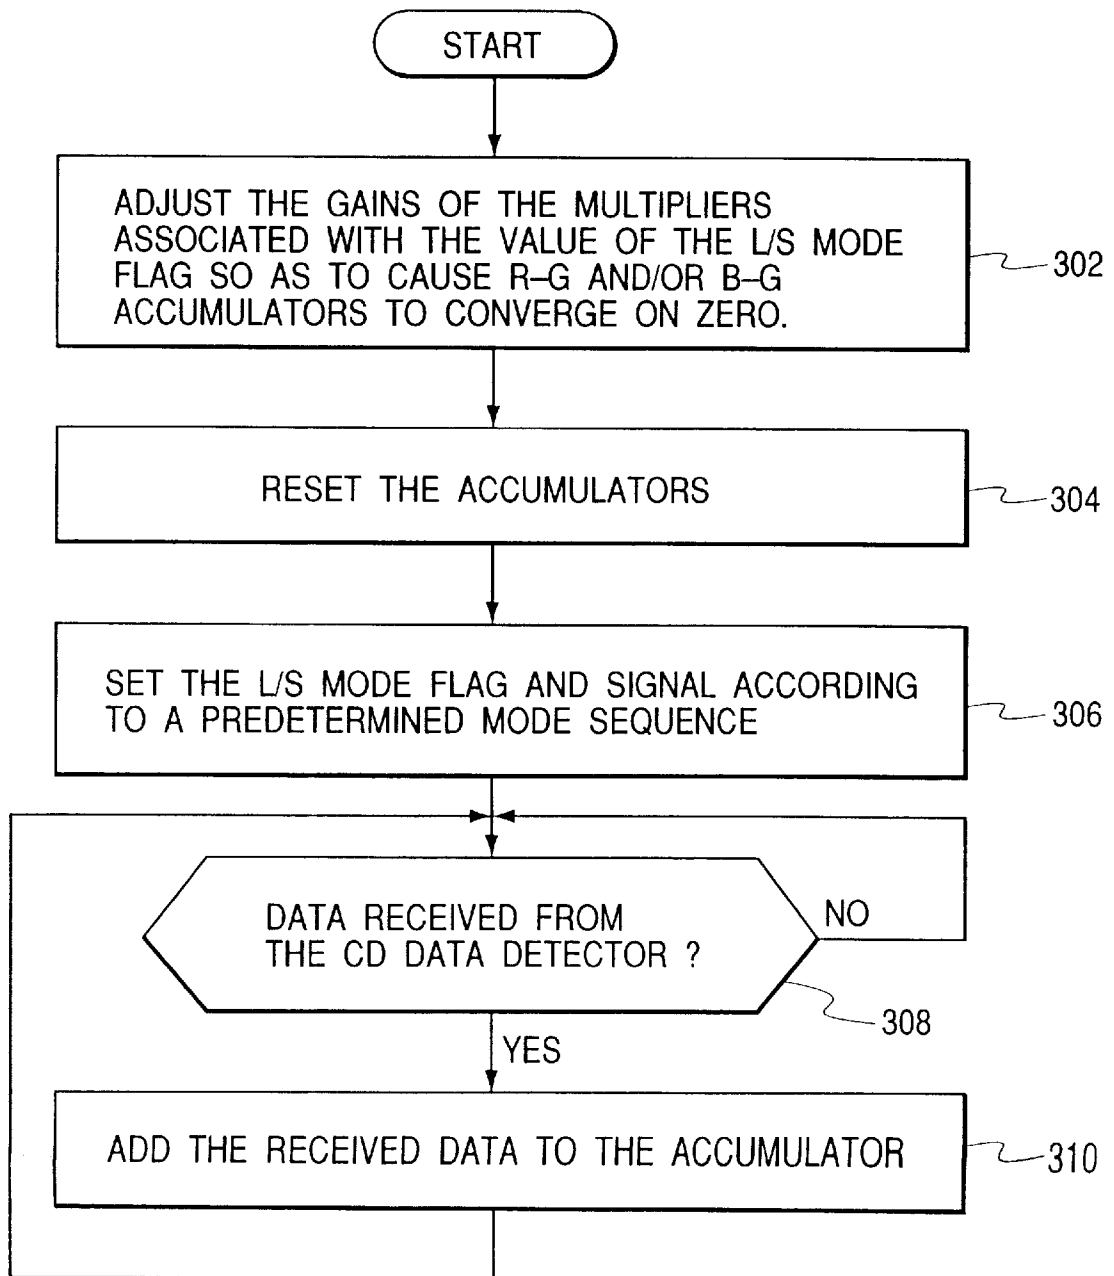 START
ADJUST THE GAINS OF THE MULTIPLIERS
ASSOCIATED WITH THE VALUE OF THE L/S MODE
FLAG SO AS TO CAUSE R–G AND/OR B–G
ACCUMULATORS TO CONVERGE ON ZERO.
302
RESET THE ACCUMULATORS
304
SET THE L/S MODE FLAG AND SIGNAL ACCORDING
TO A PREDETERMINED MODE SEQUENCE
306
DATA RECEIVED FROM
THE CD DATA DETECTOR ?
NO
308
YES
ADD THE RECEIVED DATA TO THE ACCUMULATOR
310